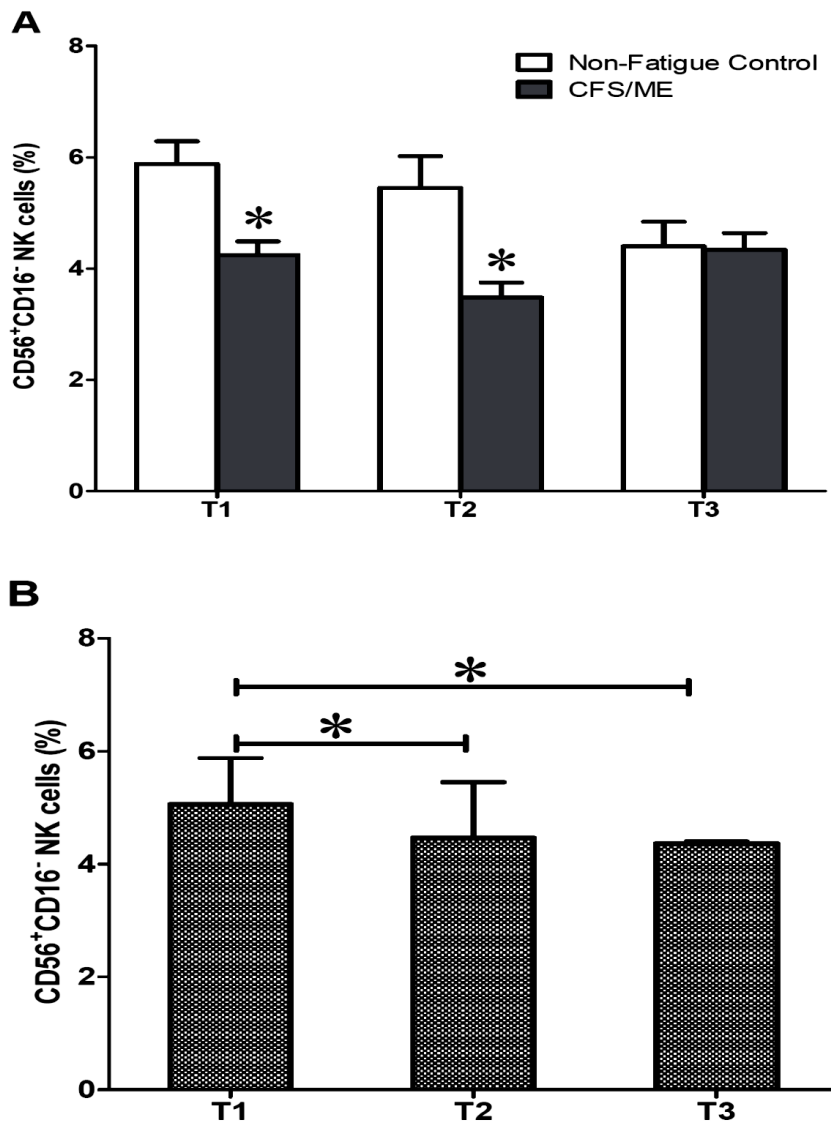 A
8
Non-Fatigue Control
CFS/ME
6
4
2
0
CD56⁺CD16⁻ NK cells (%)
*
*
T1 T2 T3
B
8
6
4
2
0
CD56⁺CD16⁻ NK cells (%)
*
*
T1 T2 T3